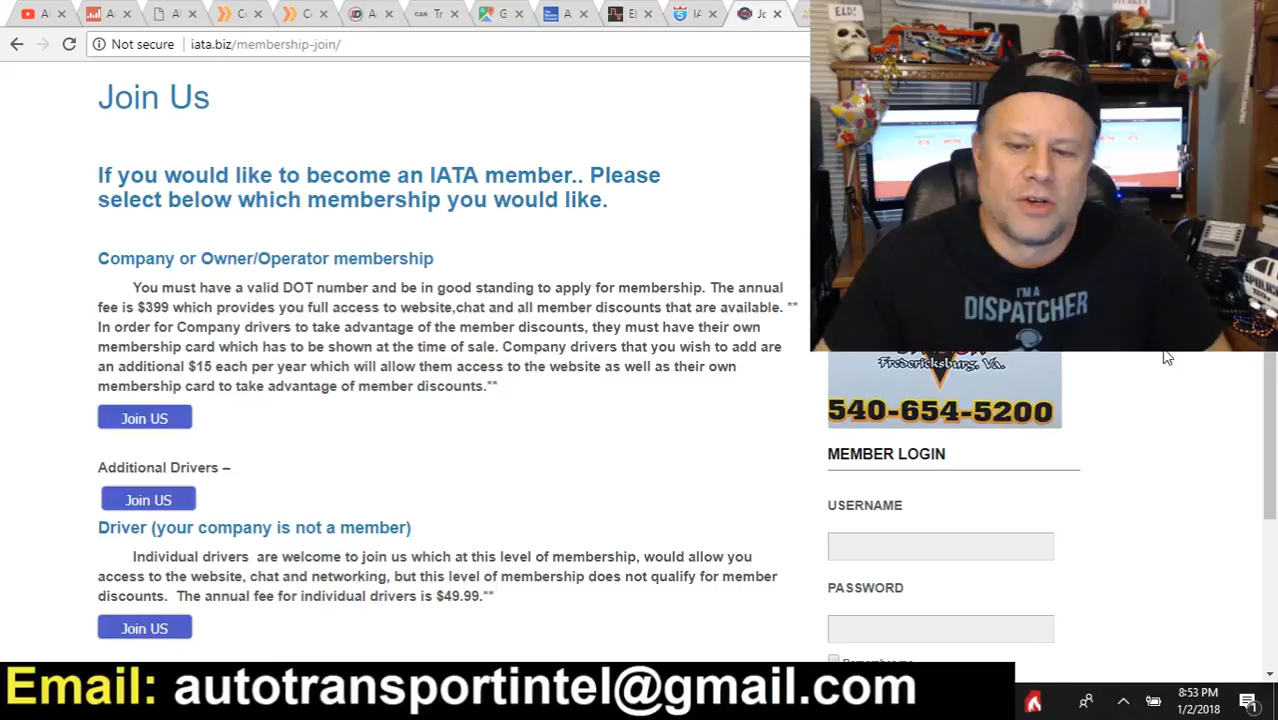 Not secure | iata.biz/membership-join/
ELD!
Join Us
If you would like to become an IATA member.. Please
select below which membership you would like.
Company or Owner/Operator membership
You must have a valid DOT number and be in good standing to apply for membership. The annual
fee is $399 which provides you full access to website,chat and all member discounts that are available. **
In order for Company drivers to take advantage of the member discounts, they must have their own
membership card which has to be shown at the time of sale. Company drivers that you wish to add are
an additional $15 each per year which will allow them access to the website as well as their own
membership card to take advantage of member discounts.**
Join US
Additional Drivers –
Join US
Driver (your company is not a member)
Individual drivers are welcome to join us which at this level of membership, would allow you
access to the website, chat and networking, but this level of membership does not qualify for member
discounts. The annual fee for individual drivers is $49.99.**
Join US
I'M A
DISPATCHER
POLICE
Fredericksburg, Va.
540-654-5200
MEMBER LOGIN
USERNAME
PASSWORD
Email: autotransportintel@gmail.com
8:53 PM
1/2/2018